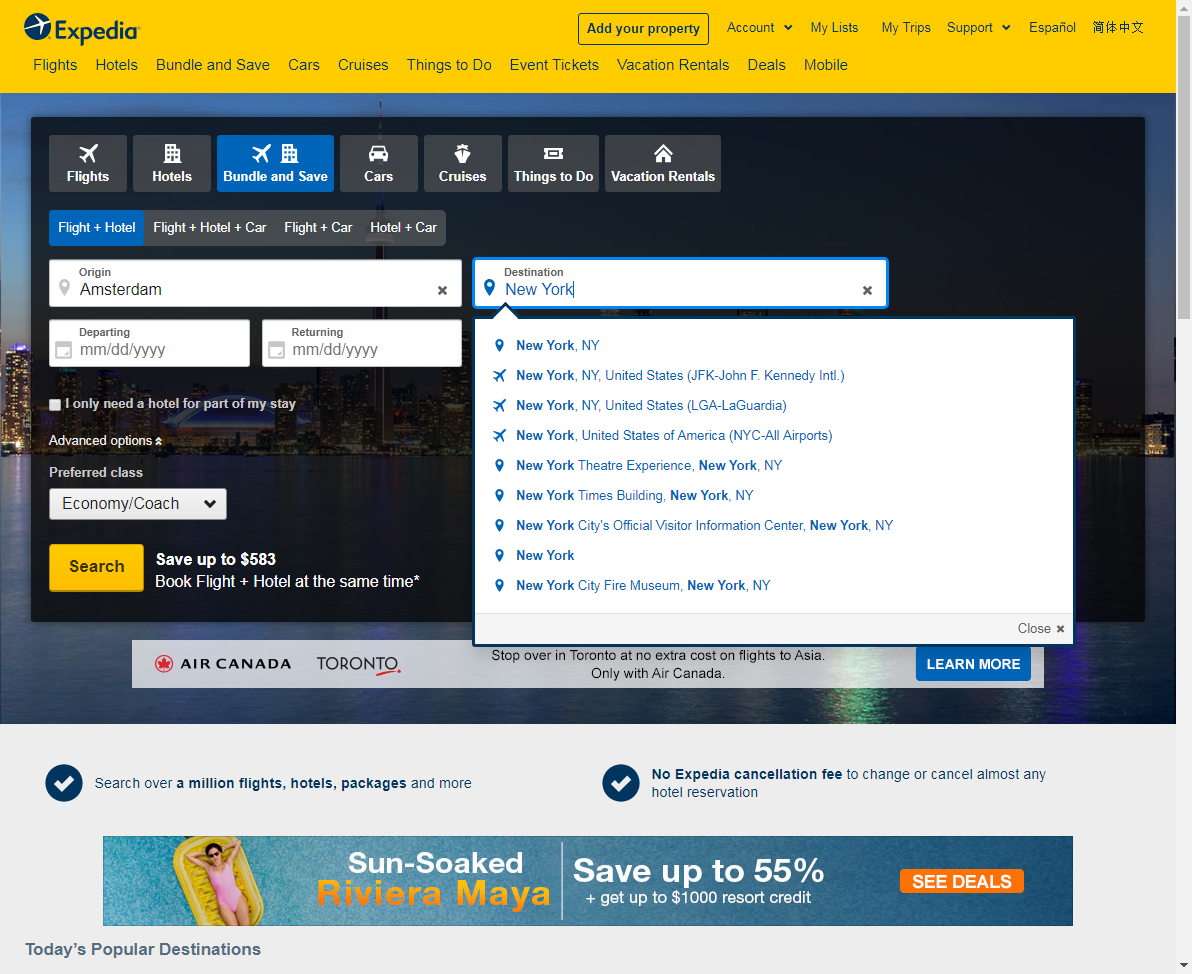 Expedia
Add your property
Account
My Lists
My Trips
Support
Español
简体中文
Flights
Hotels
Bundle and Save
Cars
Cruises
Things to Do
Event Tickets
Vacation Rentals
Deals
Mobile
Flights
Hotels
Bundle and Save
Cars
Cruises
Things to Do
Vacation Rentals
Flight + Hotel
Flight + Hotel + Car
Flight + Car
Hotel + Car
Origin
Amsterdam
Destination
New York
Departing
mm/dd/yyyy
Returning
mm/dd/yyyy
New York, NY
New York, NY, United States (JFK-John F. Kennedy Intl.)
New York, NY, United States (LGA-LaGuardia)
New York, United States of America (NYC-All Airports)
New York Theatre Experience, New York, NY
New York Times Building, New York, NY
New York City's Official Visitor Information Center, New York, NY
New York
New York City Fire Museum, New York, NY
Close
I only need a hotel for part of my stay
Advanced options
Preferred class
Economy/Coach
Search
Save up to $583
Book Flight + Hotel at the same time*
AIR CANADA
TORONTO
Stop over in Toronto at no extra cost on flights to Asia.
Only with Air Canada.
LEARN MORE
Search over a million flights, hotels, packages and more
No Expedia cancellation fee to change or cancel almost any
hotel reservation
Sun-Soaked
Riviera Maya
Save up to 55%
+ get up to $1000 resort credit
SEE DEALS
Today's Popular Destinations